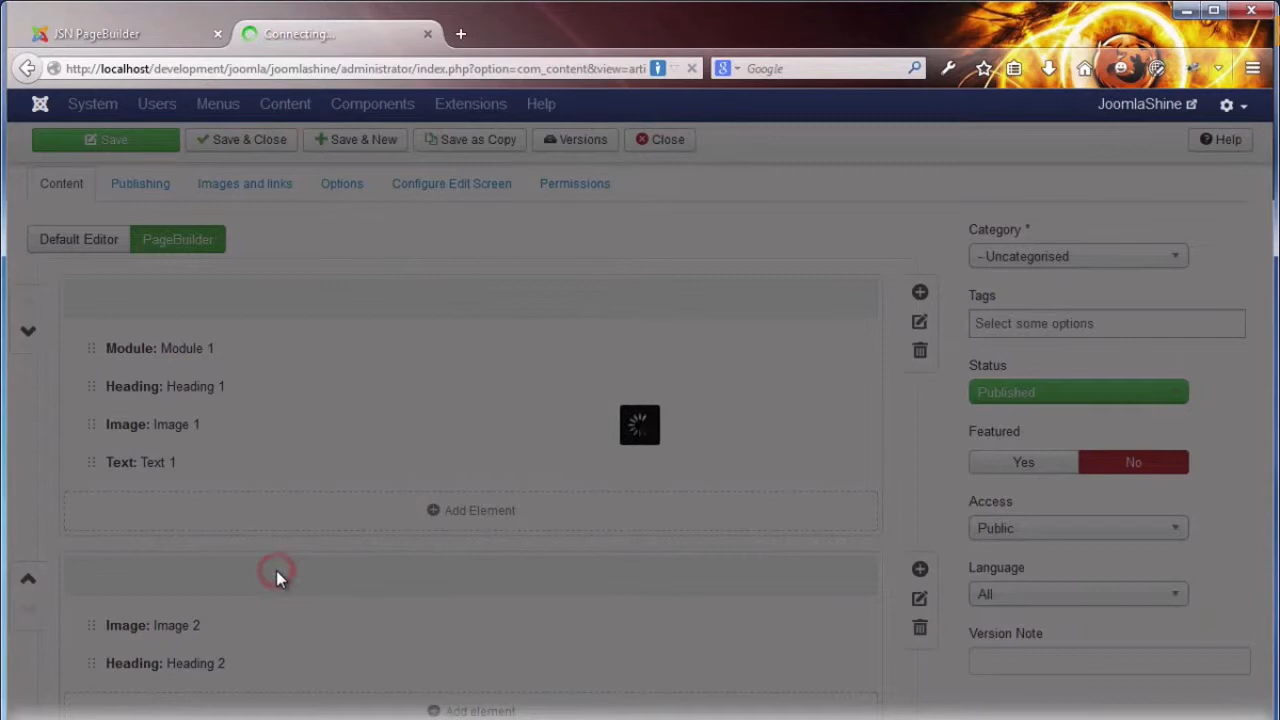 JSN PageBuilder
Connecting...
http://localhost/development/joomla/joomlashine/administrator/index.php?option=com_content&view=arti
Google
System Users Menus Content Components Extensions Help JoomlaShine
Save Save & Close Save & New Save as Copy Versions Close Help
Content Publishing Images and links Options Configure Edit Screen Permissions
Default Editor PageBuilder
Category *
- Uncategorised
Tags
Select some options
Module: Module 1
Heading: Heading 1
Image: Image 1
Text: Text 1
Add Element
Status
Published
Featured
Yes No
Access
Public
Language
All
Version Note
Image: Image 2
Heading: Heading 2
Add element